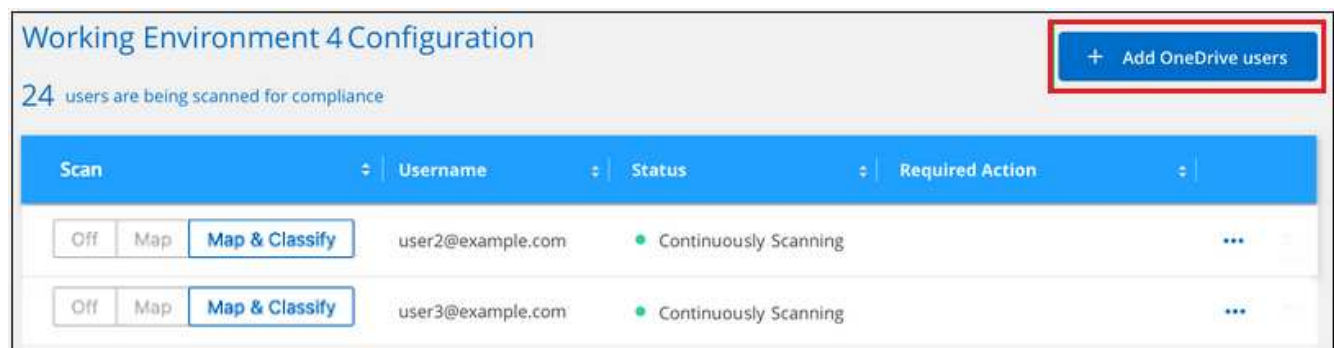 Working Environment 4 Configuration
+ Add OneDrive users
24 users are being scanned for compliance
Scan Username Status Required Action
Off Map Map & Classify user2@example.com Continuously Scanning ...
Off Map Map & Classify user3@example.com Continuously Scanning ...